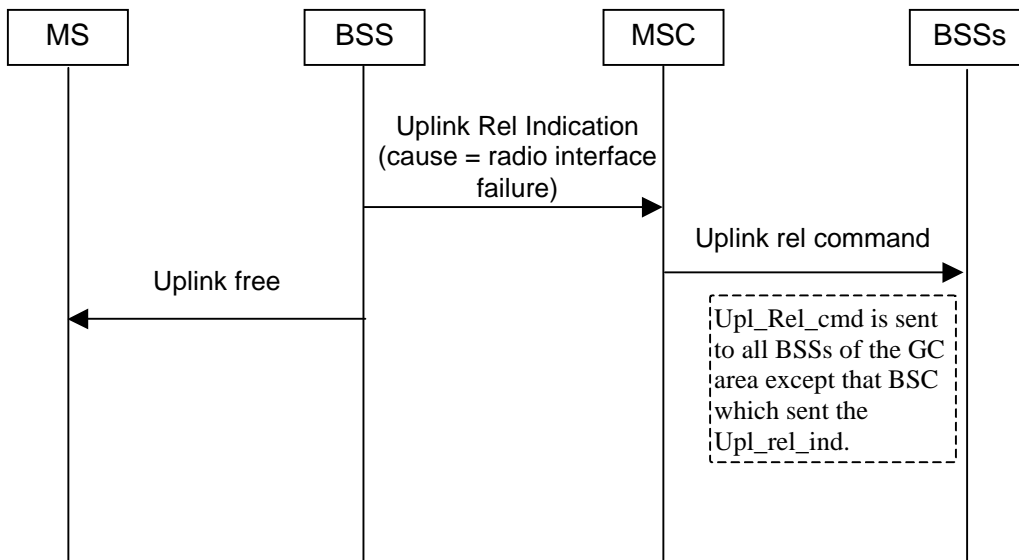 MS
BSS
MSC
BSSs
Uplink Rel Indication
(cause = radio interface
failure)
Uplink rel command
Uplink free
Upl_Rel_cmd is sent
to all BSSs of the GC
area except that BSC
which sent the
Upl_rel_ind.